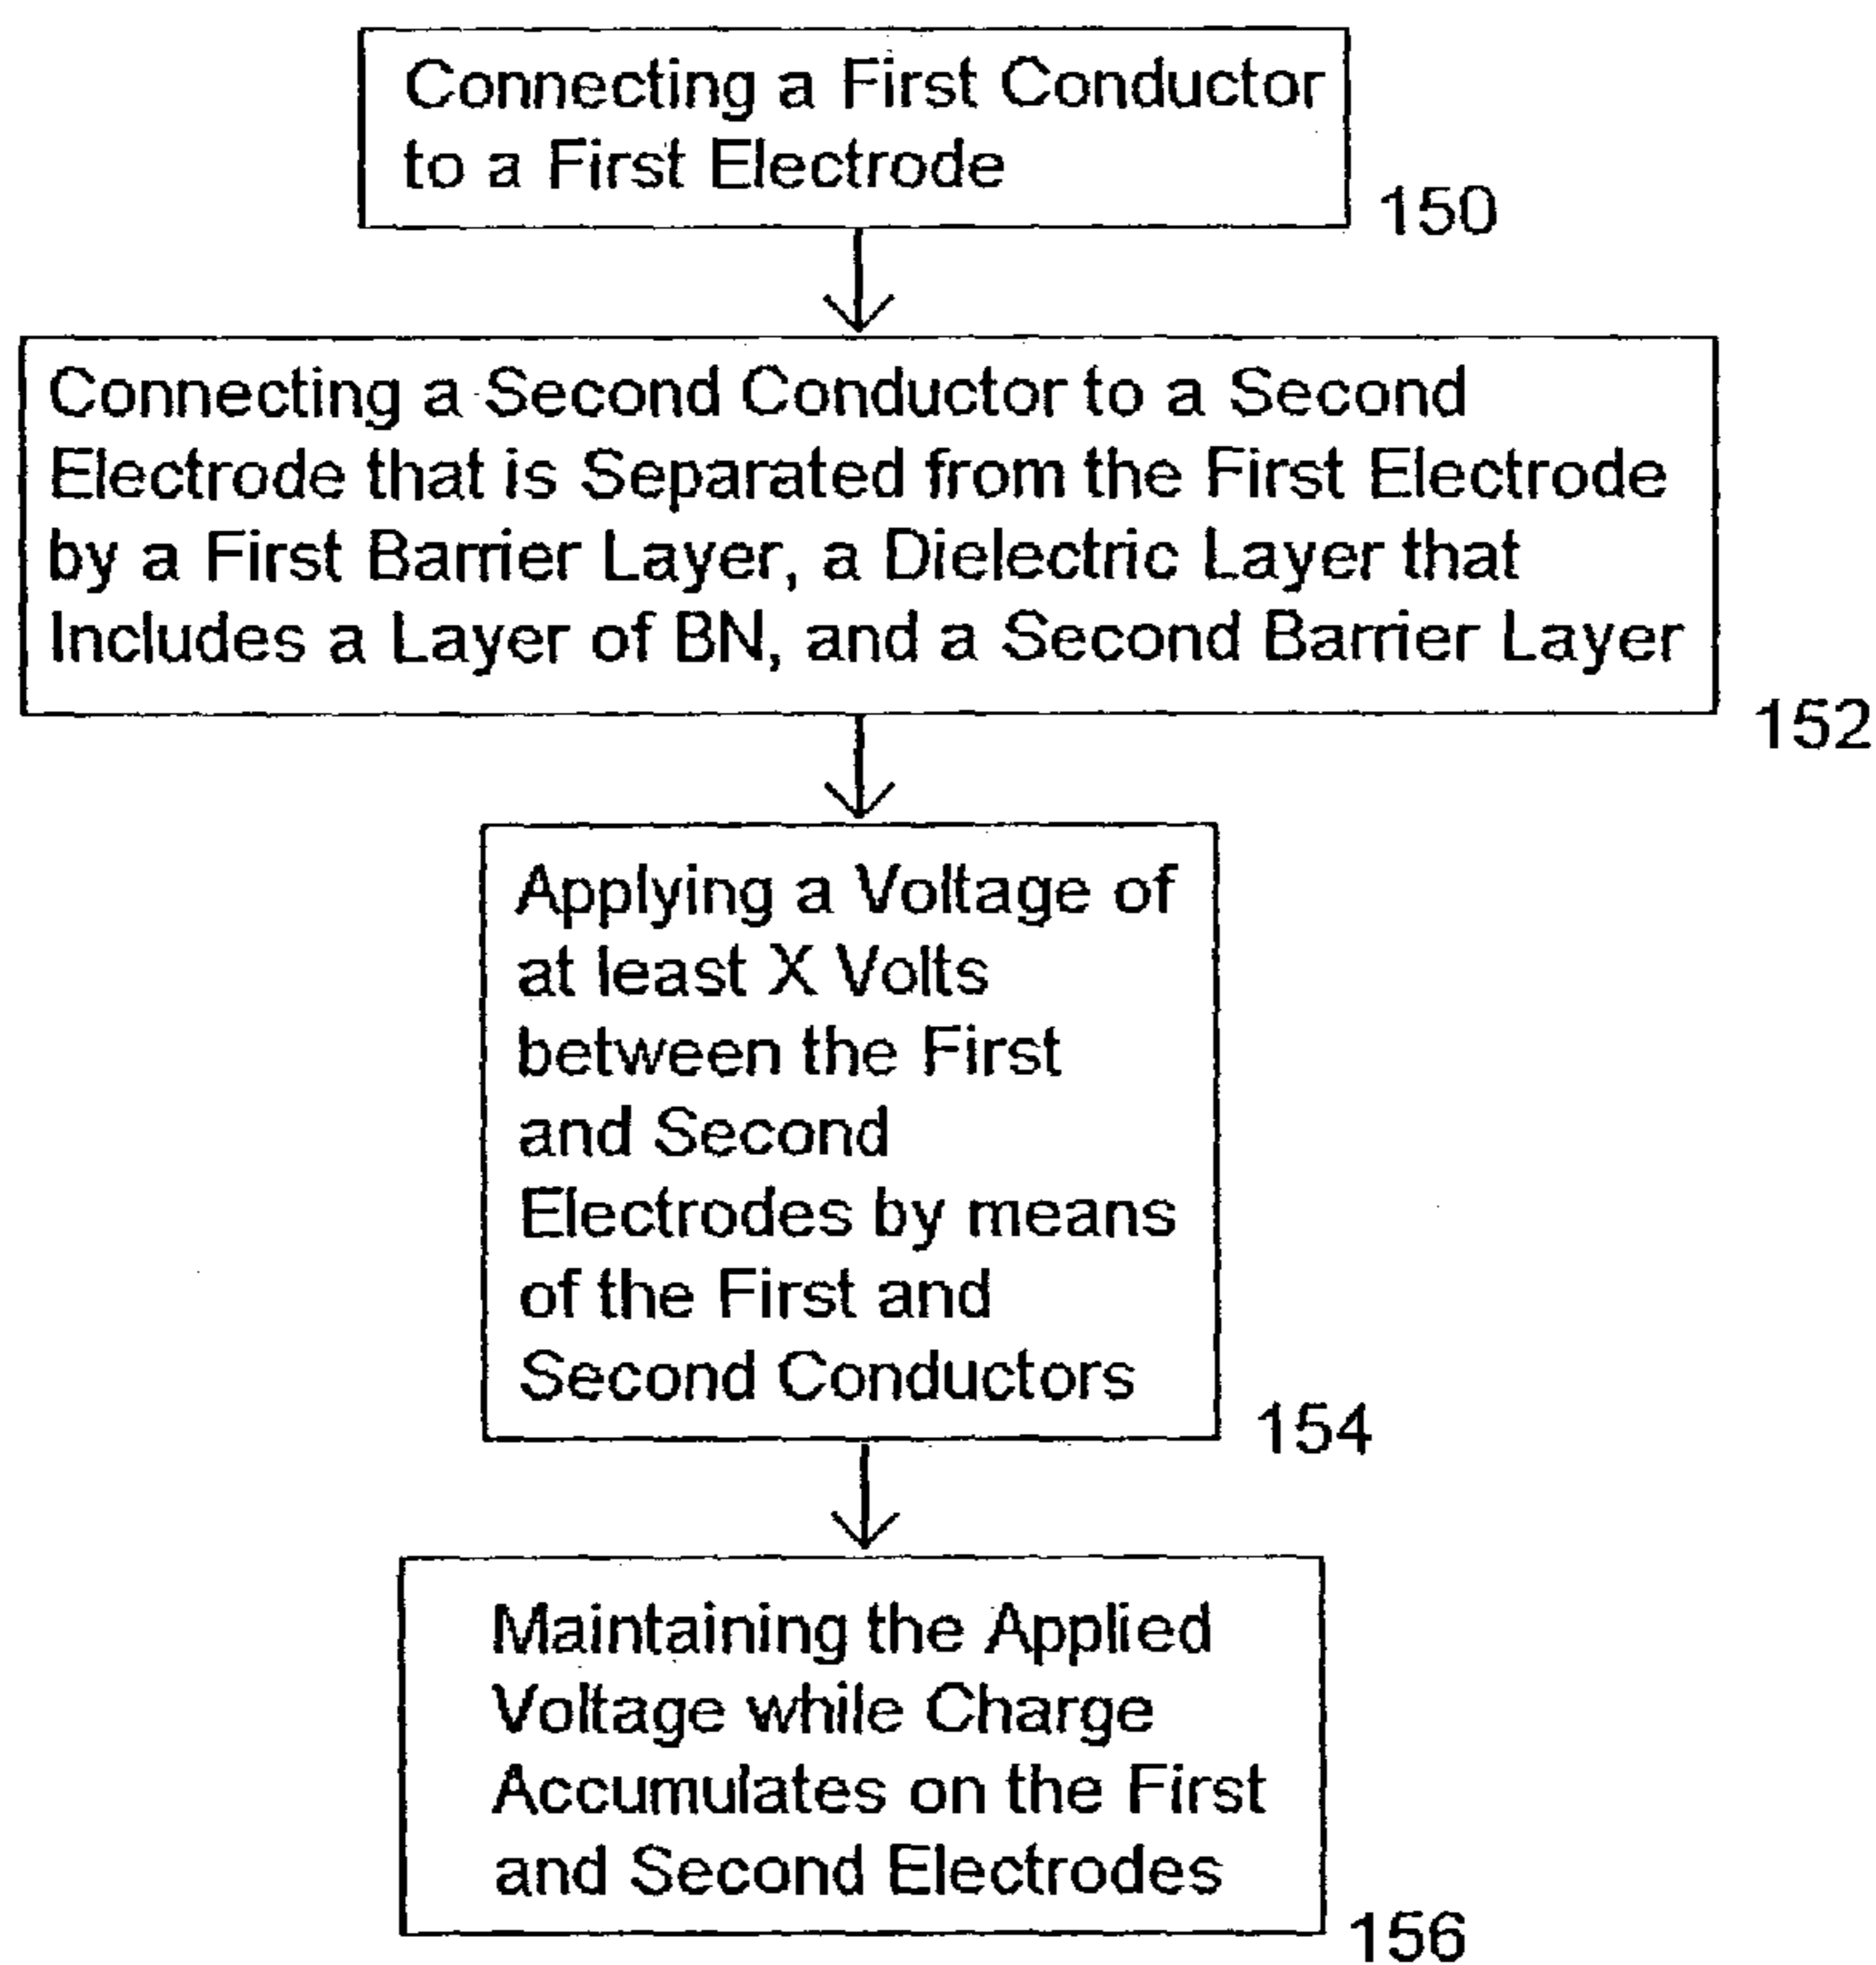 Connecting a First Conductor
to a First Electrode
150
Connecting a Second Conductor to a Second
Electrode that is Separated from the First Electrode
by a First Barrier Layer, a Dielectric Layer that
Includes a Layer of BN, and a Second Barrier Layer
152
Applying a Voltage of
at least X Volts
between the First
and Second
Electrodes by means
of the First and
Second Conductors
154
Maintaining the Applied
Voltage while Charge
Accumulates on the First
and Second Electrodes
156